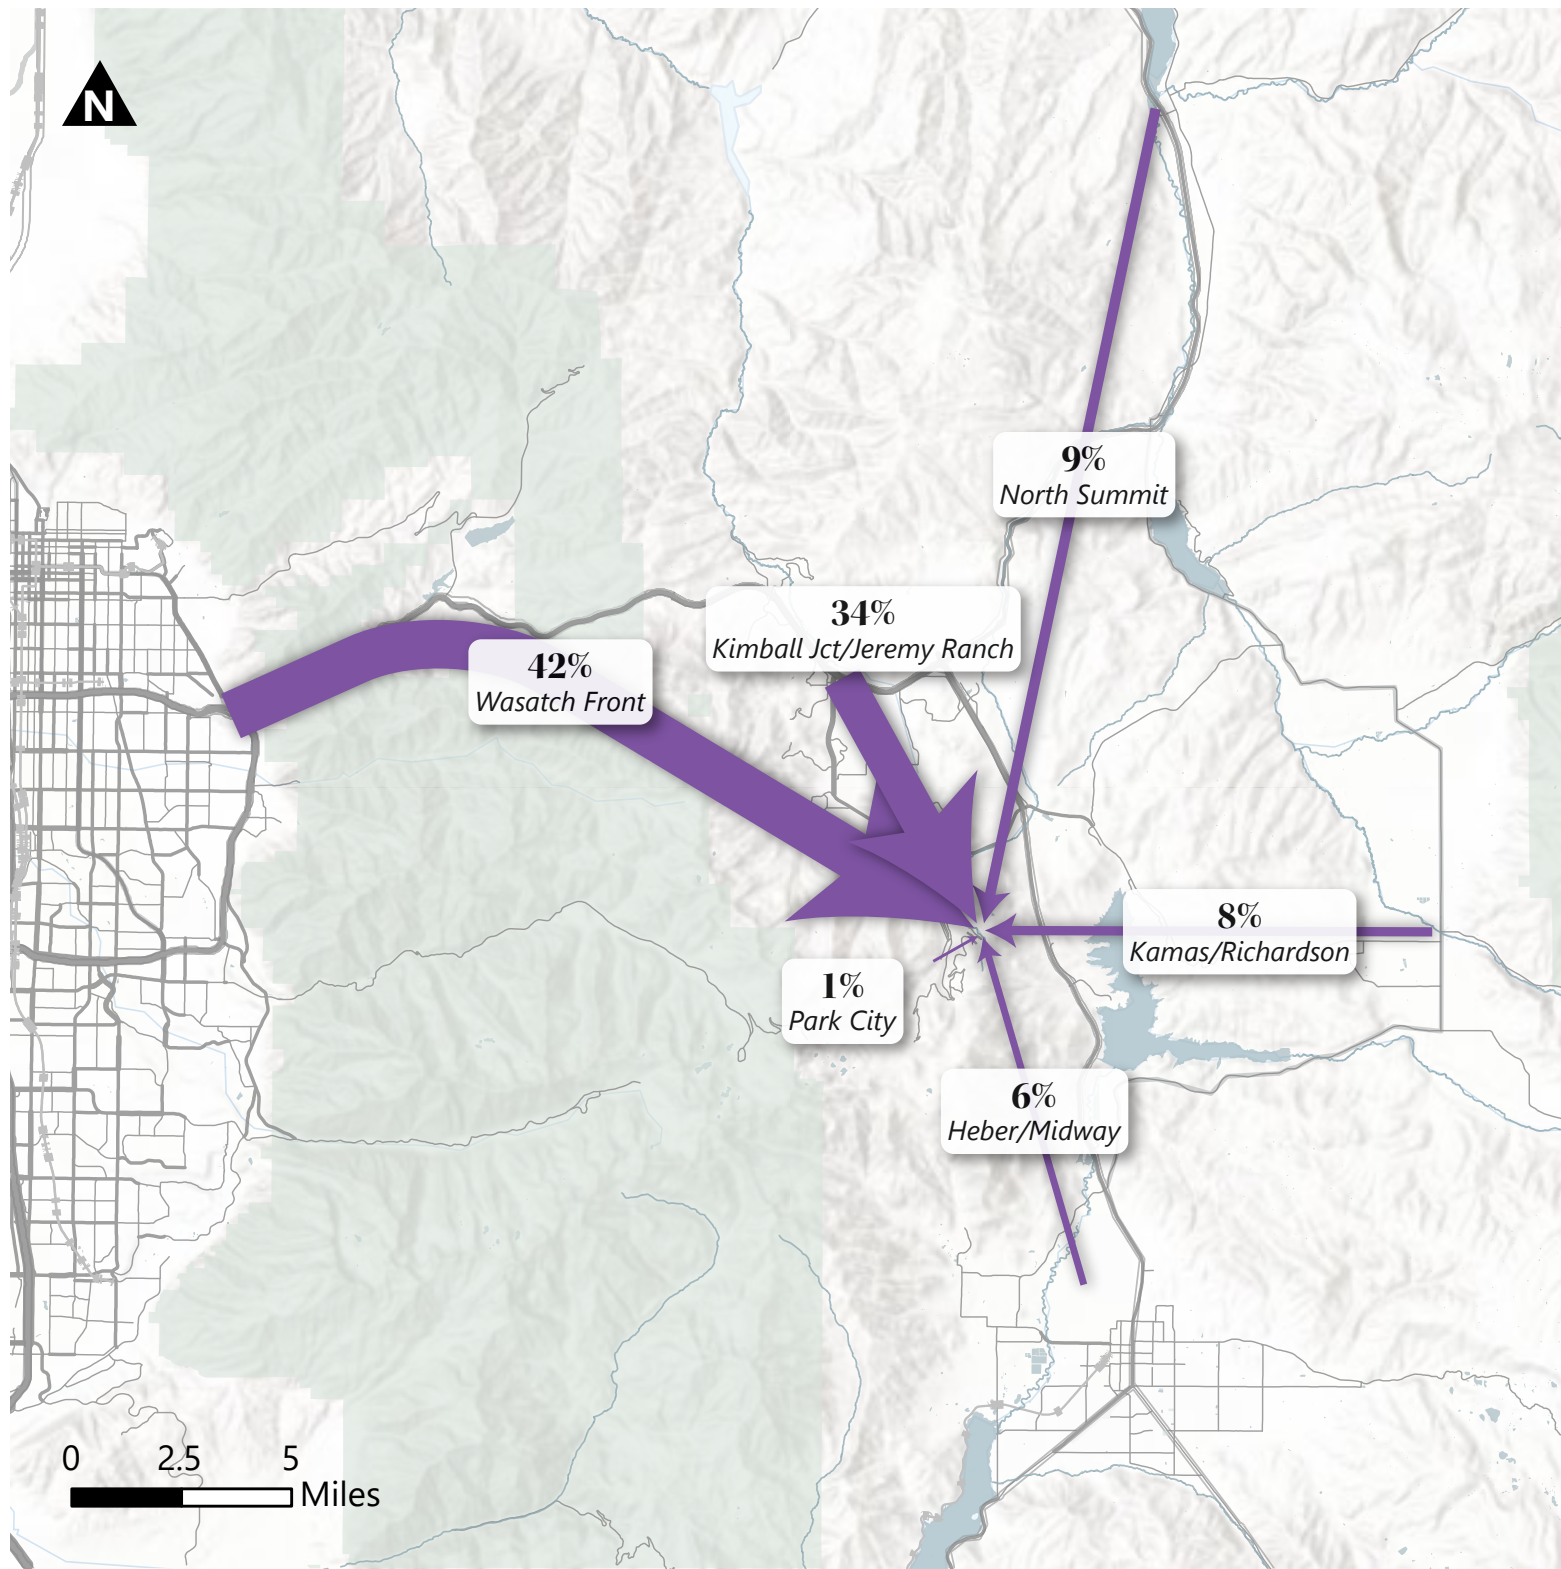 N
9%
North Summit
34%
Kimball Jct/Jeremy Ranch
42%
Wasatch Front
8%
Kamas/Richardson
1%
Park City
6%
Heber/Midway
0 2.5 5
Miles